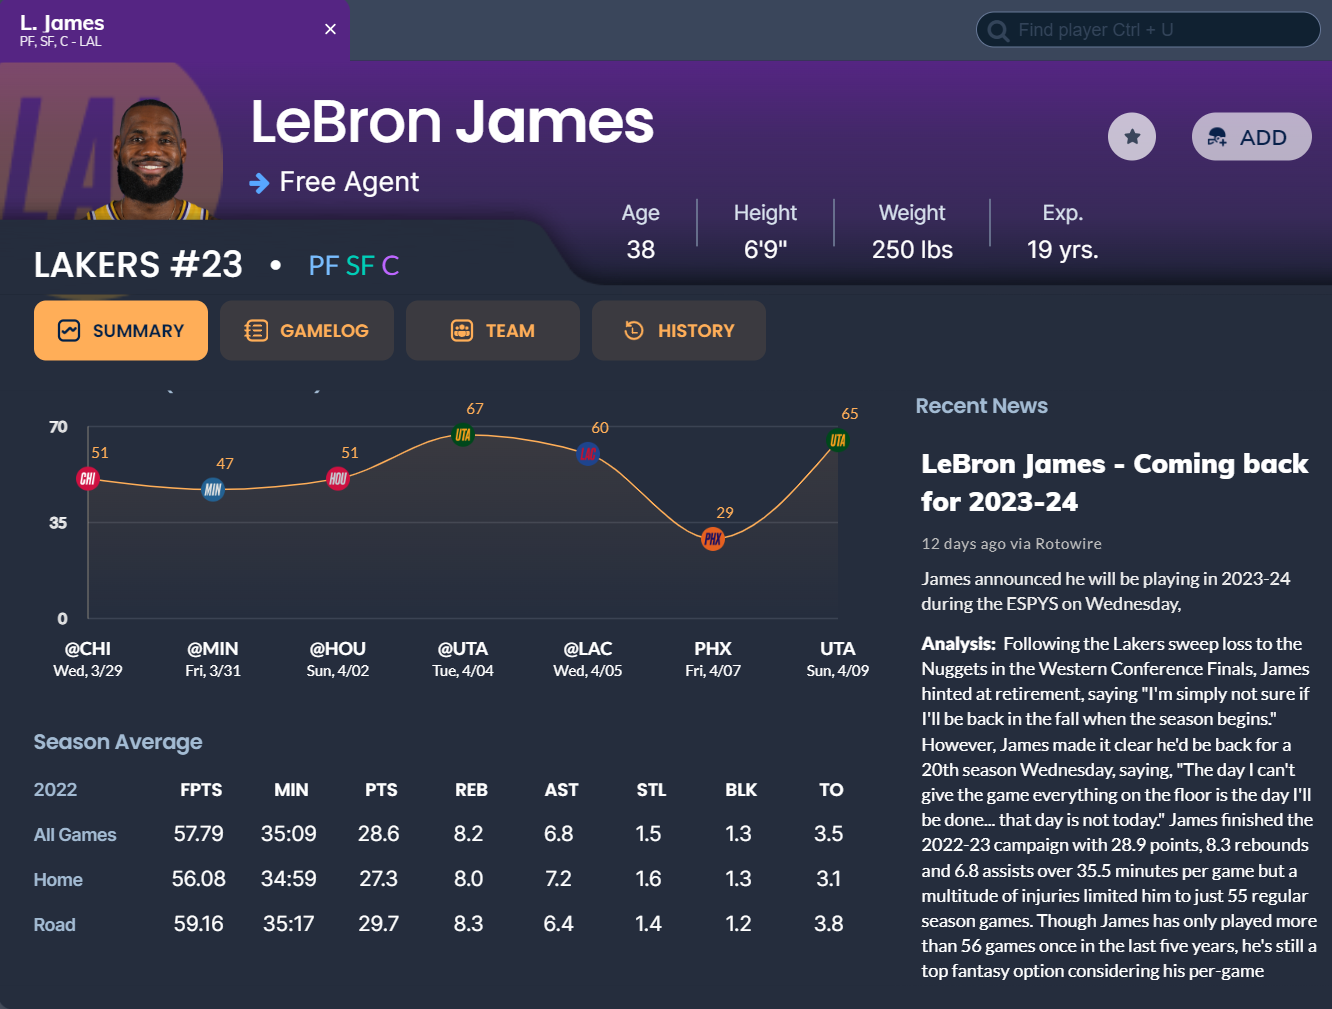 L. James
PF, SF, C - LAL
Find player Ctrl + U
LeBron James
Free Agent
Age
Height
Weight
Exp.
38
6'9"
250 lbs
19 yrs.
LAKERS #23 • PF SF C
SUMMARY
GAMELOG
TEAM
HISTORY
ADD
70
35
0
51
47
51
67
60
29
65
CHI
MIN
HOU
UTA
LAC
PHX
UTA
@CHI
@MIN
@HOU
@UTA
@LAC
PHX
UTA
Wed, 3/29
Fri, 3/31
Sun, 4/02
Tue, 4/04
Wed, 4/05
Fri, 4/07
Sun, 4/09
Season Average
2022 FPTS MIN PTS REB AST STL BLK TO
All Games 57.79 35:09 28.6 8.2 6.8 1.5 1.3 3.5
Home 56.08 34:59 27.3 8.0 7.2 1.6 1.3 3.1
Road 59.16 35:17 29.7 8.3 6.4 1.4 1.2 3.8
Recent News
LeBron James - Coming back
for 2023-24
12 days ago via Rotowire
James announced he will be playing in 2023-24
during the ESPYS on Wednesday,
Analysis: Following the Lakers sweep loss to the
Nuggets in the Western Conference Finals, James
hinted at retirement, saying "I'm simply not sure if
I'll be back in the fall when the season begins."
However, James made it clear he'd be back for a
20th season Wednesday, saying, "The day I can't
give the game everything on the floor is the day I'll
be done... that day is not today." James finished the
2022-23 campaign with 28.9 points, 8.3 rebounds
and 6.8 assists over 35.5 minutes per game but a
multitude of injuries limited him to just 55 regular
season games. Though James has only played more
than 56 games once in the last five years, he's still a
top fantasy option considering his per-game